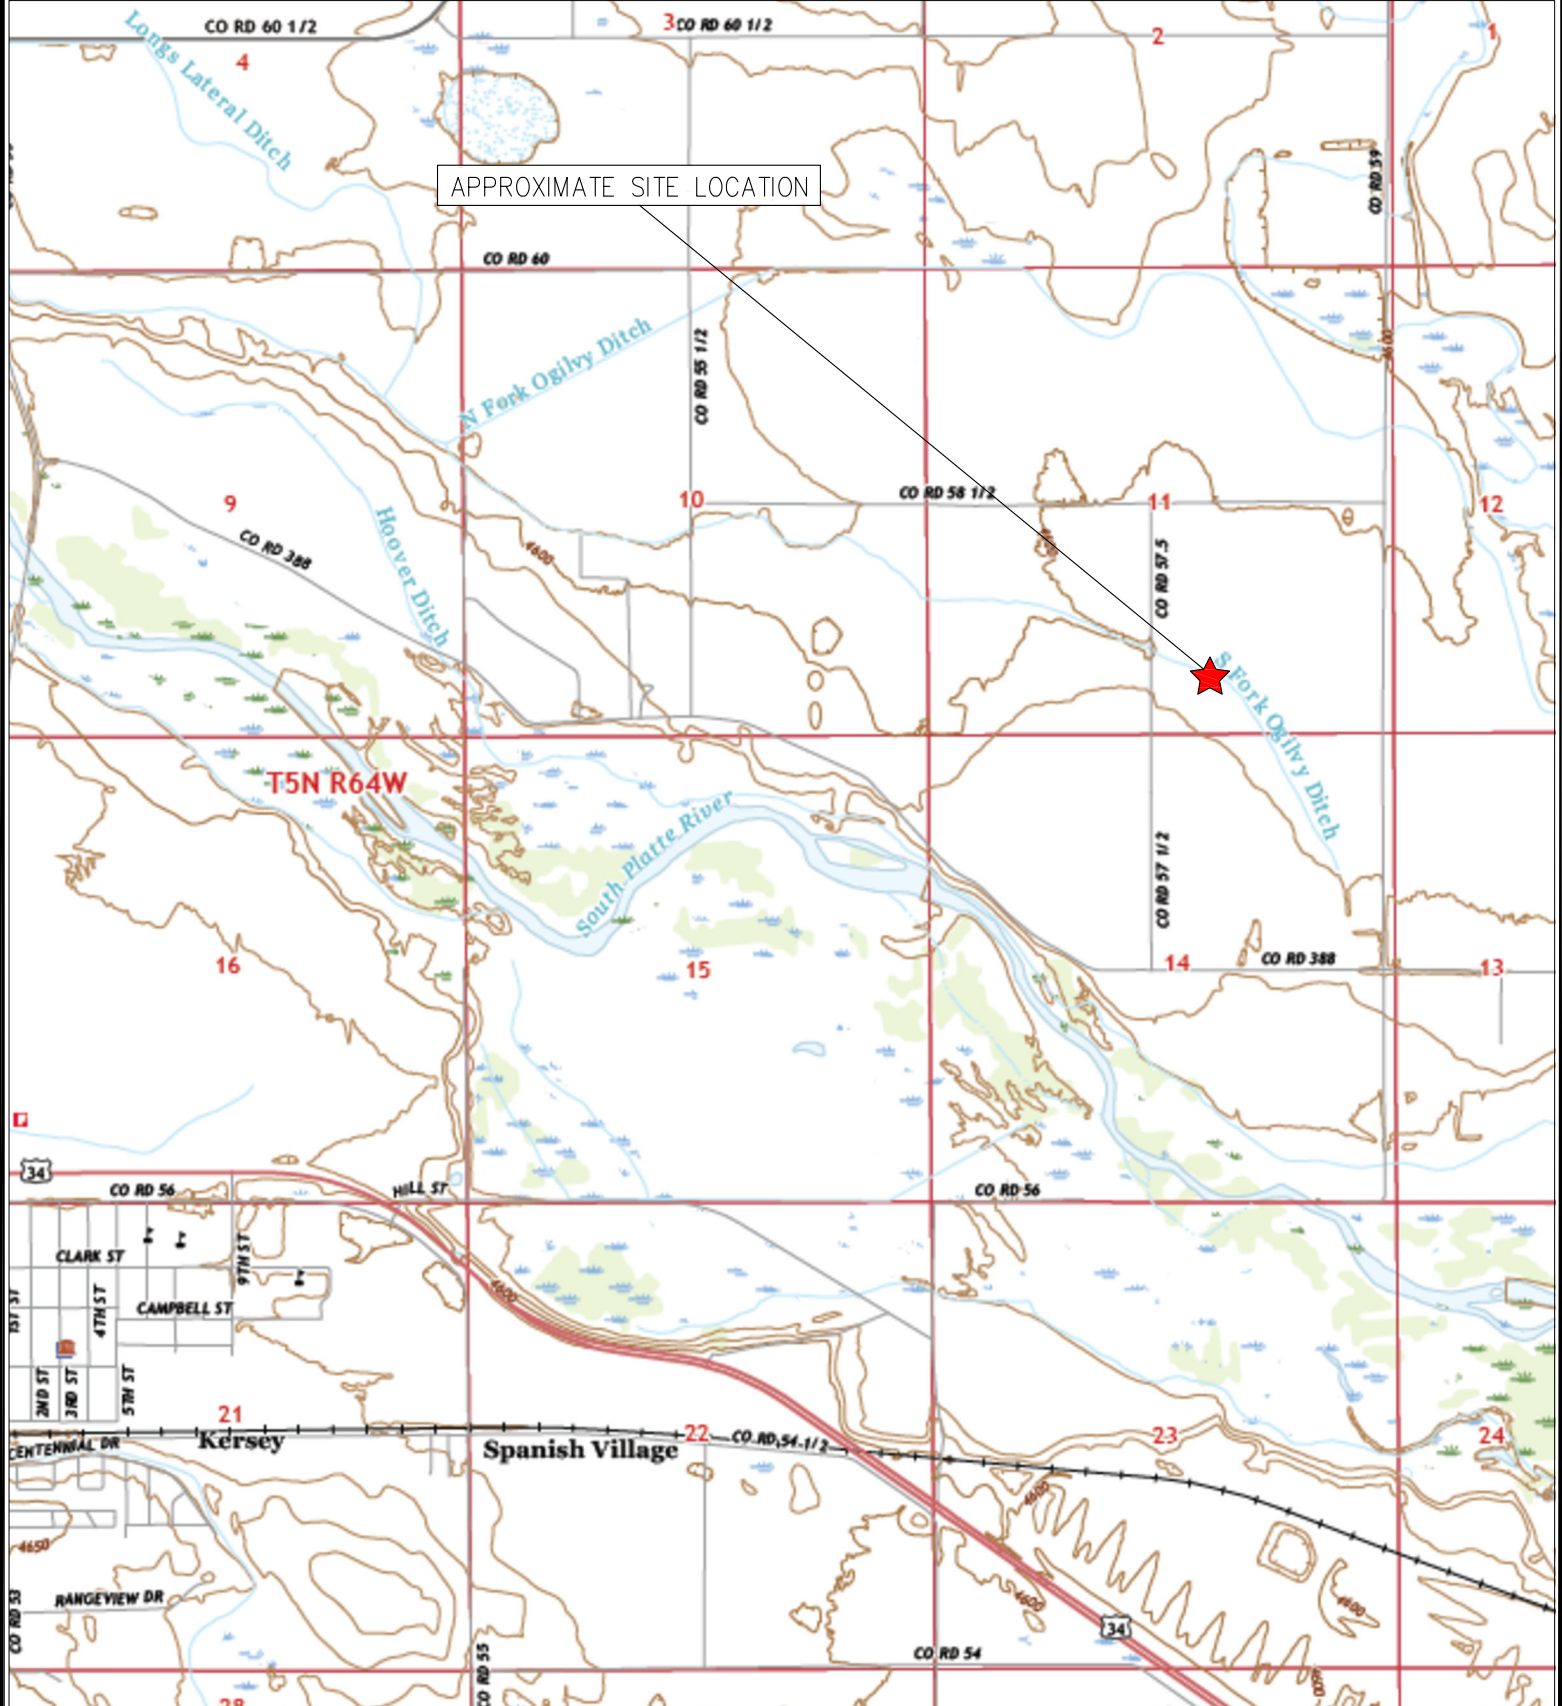 CO RD 60 1/2
3
CO RD 60 1/2
2
1
4
Longs Lateral Ditch
CO RD 59
APPROXIMATE SITE LOCATION
CO RD 60
N Fork Ogilvy Ditch
CO RD 55 1/2
4600
9
10
CO RD 58 1/2
11
12
Hoover Ditch
CO RD 388
4600
CO RD 57.5
S Fork Ogilvy Ditch
T5N R64W
South Platte River
CO RD 57 1/2
16
15
14
CO RD 388
13
34
CO RD 56
HILL ST
CO RD 56
CLARK ST
9TH ST
4600
1ST ST
4TH ST
CAMPBELL ST
2ND ST
3RD ST
5TH ST
21
22
23
24
CENTENNIAL DR
Kersey
Spanish Village
CO RD 54 1/2
4600
4650
RANGEVIEW DR
CO RD 53
4600
4600
34
CO RD 55
CO RD 54
4600
28